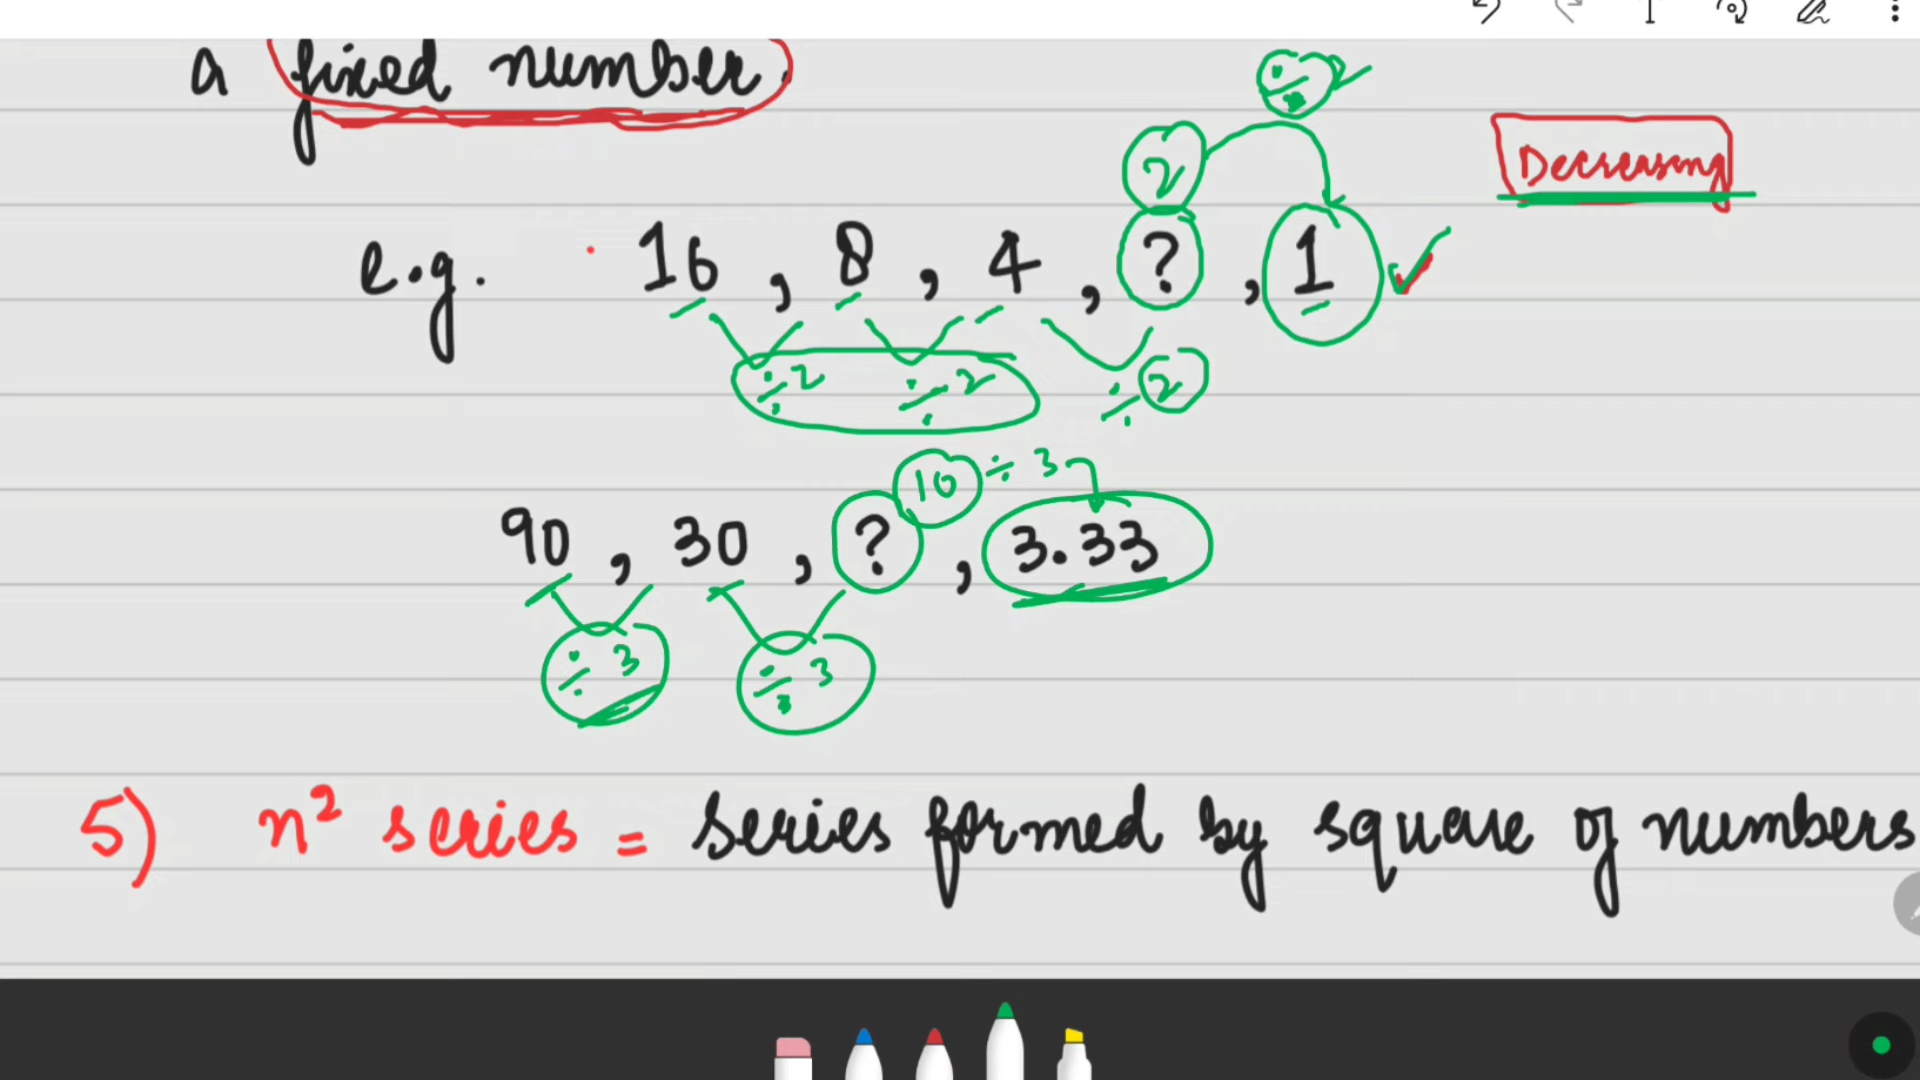 a fixed number.
÷2
2
Decreasing
e.g. 16, 8, 4, ?, 1
÷2 ÷2 ÷2
10 ÷ 3
90, 30, ?, 3.33
÷3 ÷3
5) n² series = series formed by square of numbers